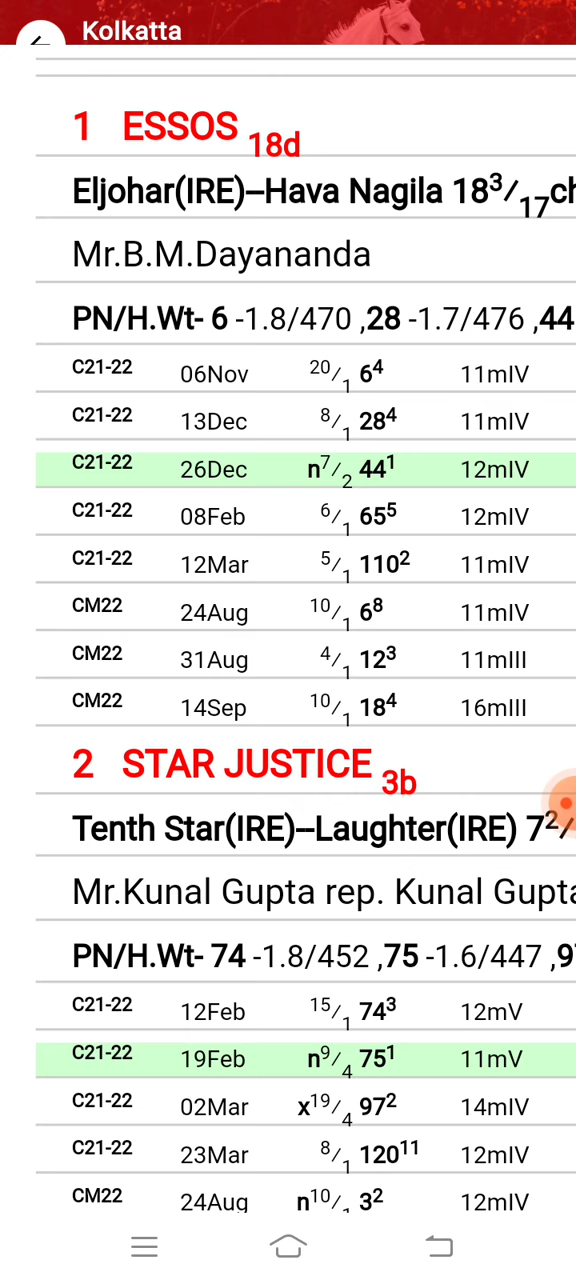 Kolkatta
1 ESSOS 18d
Eljohar(IRE)–Hava Nagila 18³/₁₇ch
Mr.B.M.Dayananda
PN/H.Wt- 6 -1.8/470 ,28 -1.7/476 ,44
C21-22 06Nov 20/1 6⁴ 11mIV
C21-22 13Dec 8/1 28⁴ 11mIV
C21-22 26Dec n7/2 44¹ 12mIV
C21-22 08Feb 6/1 65⁵ 12mIV
C21-22 12Mar 5/1 110² 11mIV
CM22 24Aug 10/1 6⁸ 11mIV
CM22 31Aug 4/1 12³ 11mIII
CM22 14Sep 10/1 18⁴ 16mIII
2 STAR JUSTICE 3b
Tenth Star(IRE)–Laughter(IRE) 7²/
Mr.Kunal Gupta rep. Kunal Gupta
PN/H.Wt- 74 -1.8/452 ,75 -1.6/447 ,97
C21-22 12Feb 15/1 74³ 12mV
C21-22 19Feb n9/4 75¹ 11mV
C21-22 02Mar x19/4 97² 14mIV
C21-22 23Mar 8/1 120¹¹ 12mIV
CM22 24Aug n10/1 3² 12mIV